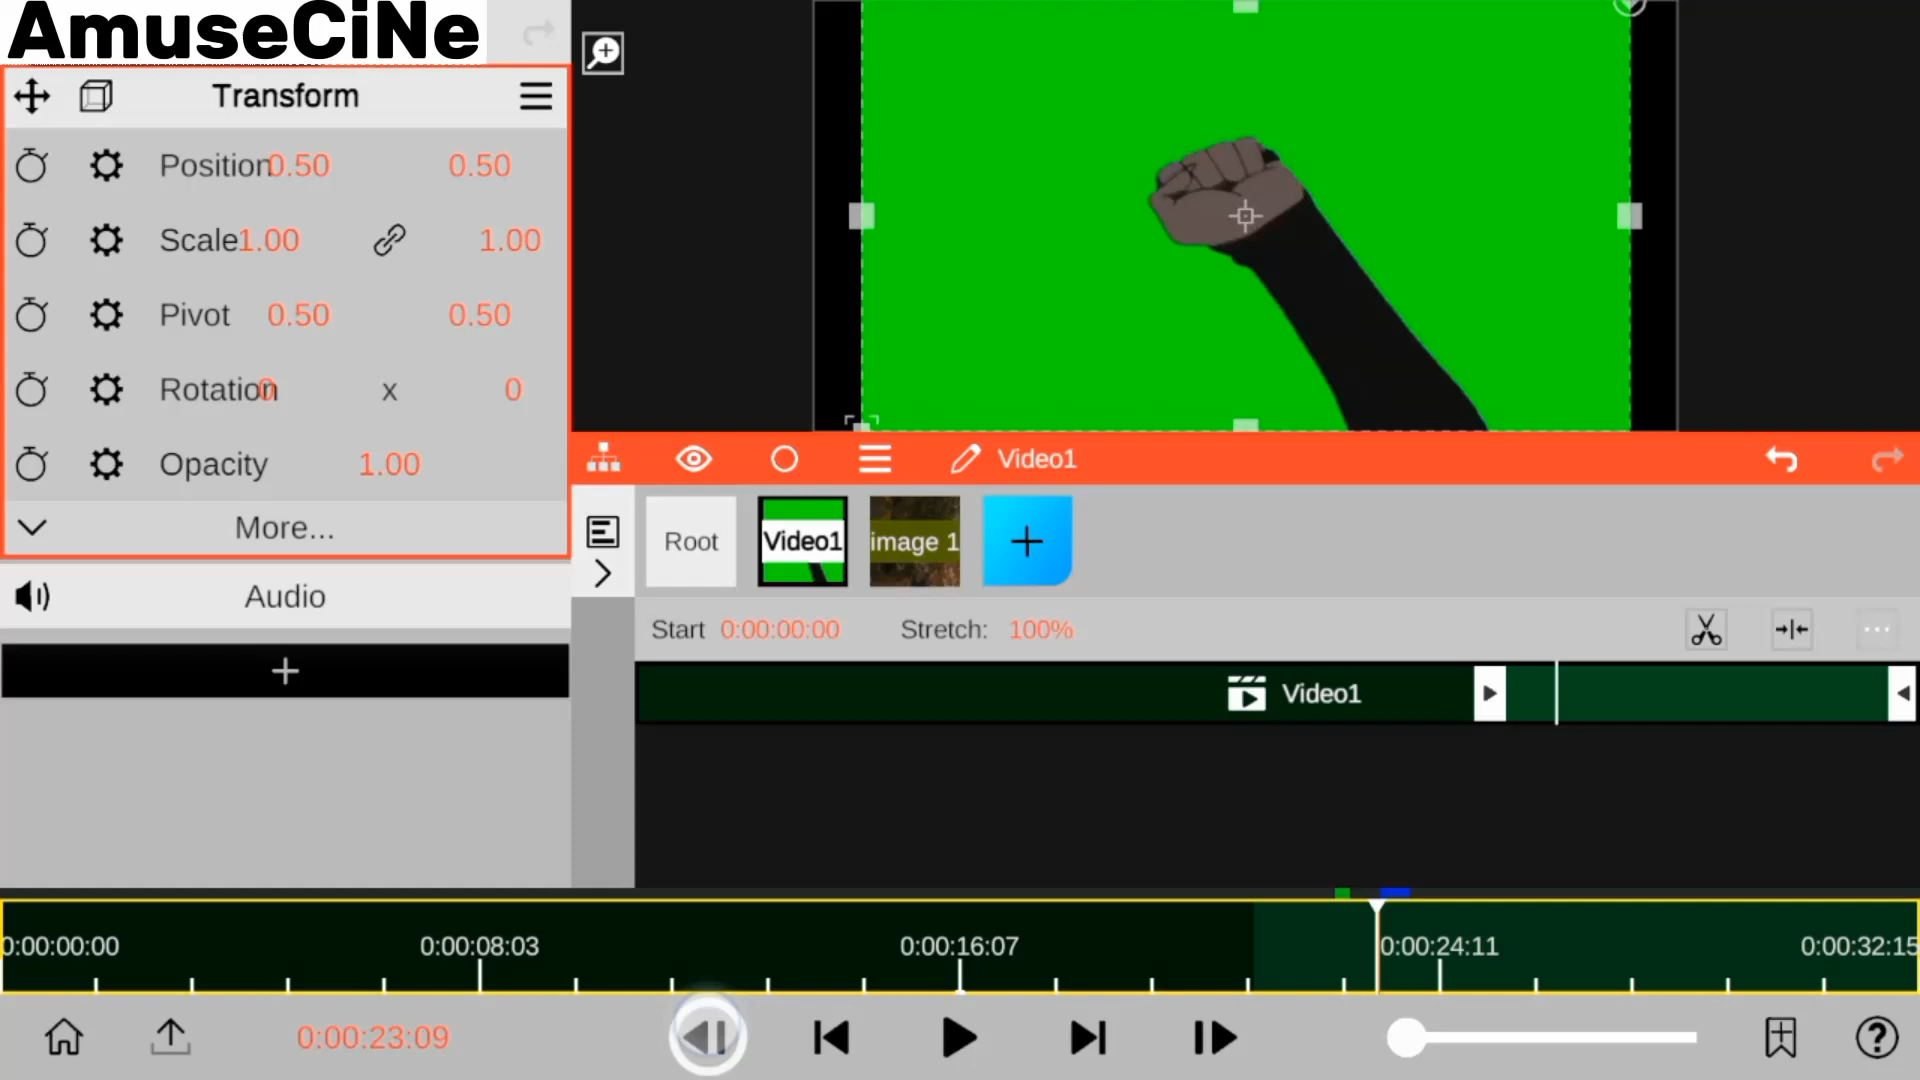 AmuseCiNe
Transform
Position 0.50 0.50
Scale 1.00 1.00
Pivot 0.50 0.50
Rotation 0 x 0
Opacity 1.00
More...
Audio
Video1
Root Video1 image 1
Start 0:00:00:00 Stretch: 100%
Video1
0:00:00:00 0:00:08:03 0:00:16:07 0:00:24:11 0:00:32:15
0:00:23:09